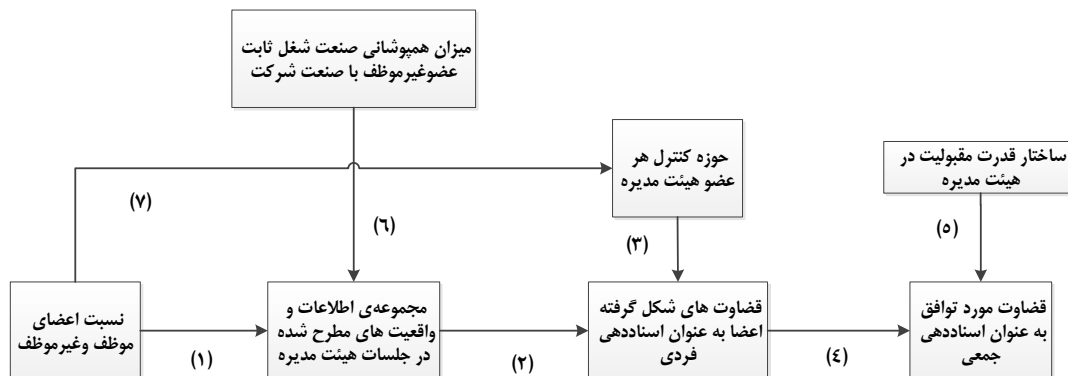 میزان همپوشانی صنعت شغل ثابت
عضوغیرموظف با صنعت شرکت
حوزه کنترل هر
عضو هیئت مدیره
ساختار قدرت مقبولیت در
هیئت مدیره
(۷)
(۶)
(۳)
(۵)
نسبت اعضای
موظف وغیرموظف
(۱)
مجموعه‌ی اطلاعات و
واقعیت های مطرح شده
در جلسات هیئت مدیره
(۲)
قضاوت های شکل گرفته
اعضا به عنوان اسناددهی
فردی
(۴)
قضاوت مورد توافق
به عنوان اسناددهی
جمعی